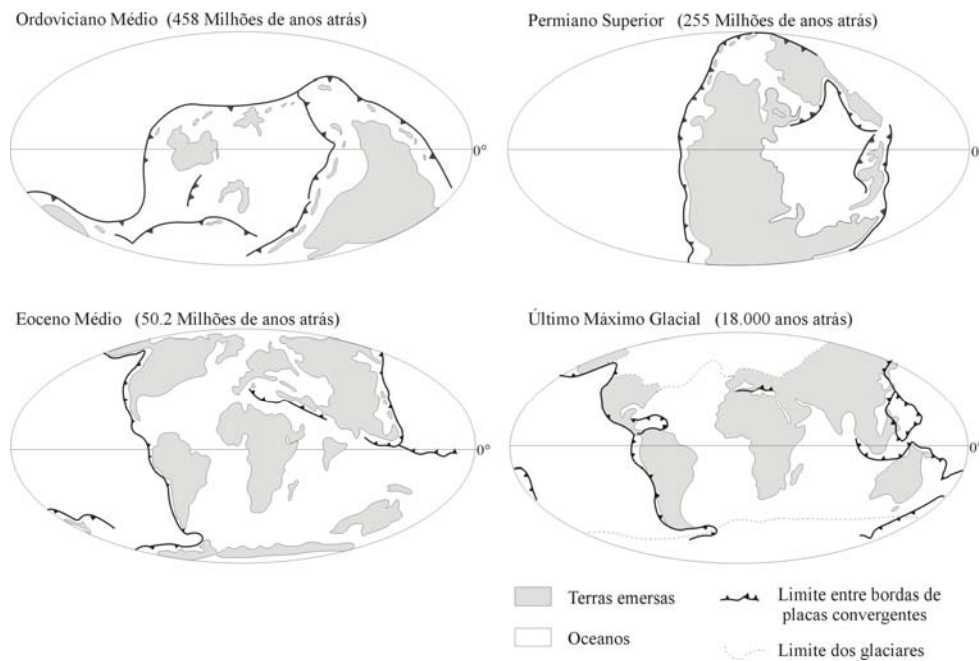 Ordoviciano Médio (458 Milhões de anos atrás)
Permiano Superior (255 Milhões de anos atrás)
0°
0°
Eoceno Médio (50.2 Milhões de anos atrás)
Último Máximo Glacial (18.000 anos atrás)
0°
0°
Terras emersas
Oceanos
Limite entre bordas de
placas convergentes
Limite dos glaciares